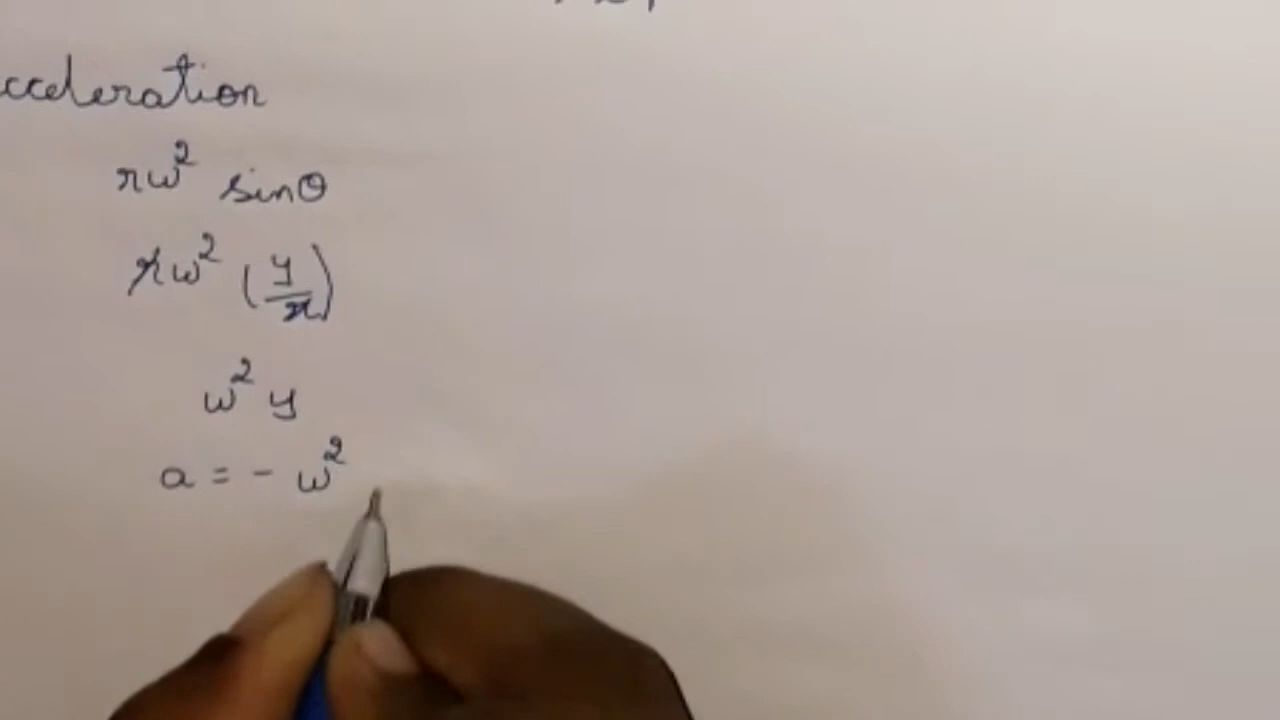 cceleration
rω² sinθ
rω² (y/r)
ω² y
a = - ω²